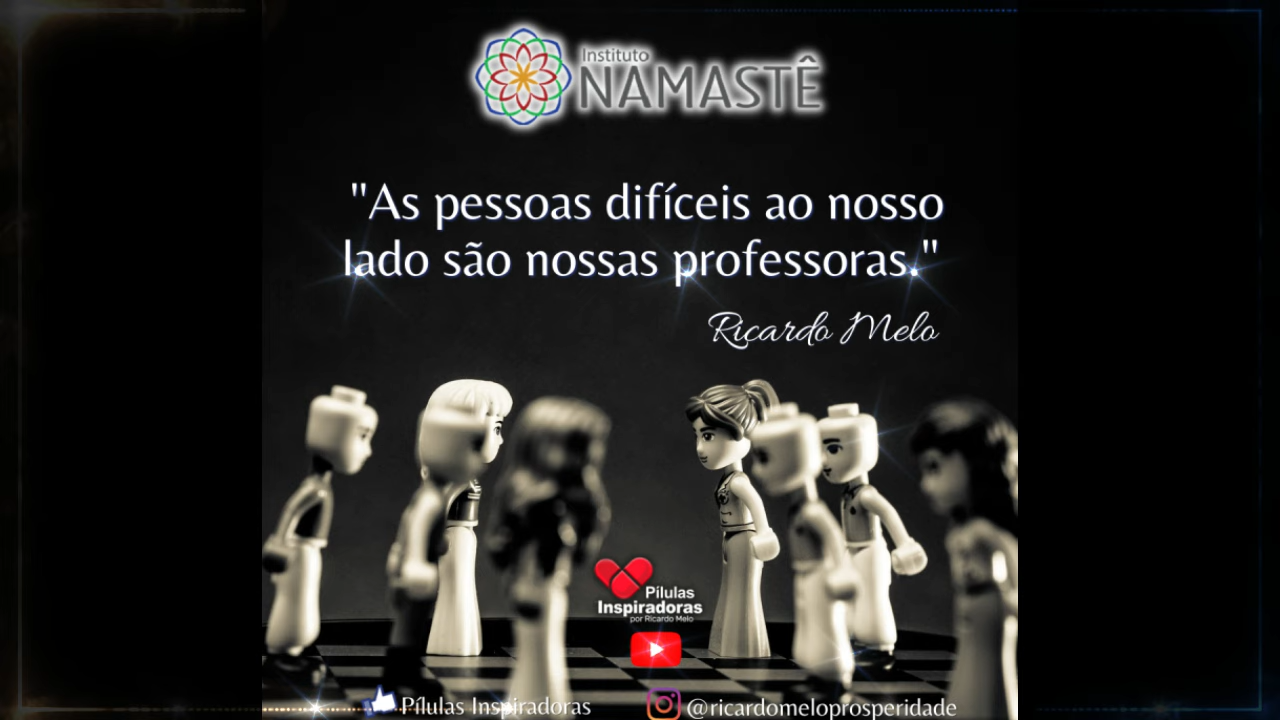 Instituto
NAMASTÊ
"As pessoas difíceis ao nosso
lado são nossas professoras."
Ricardo Melo
Pílulas
Inspiradoras
por Ricardo Melo
Pílulas Inspiradoras
@ricardomeloprosperidade